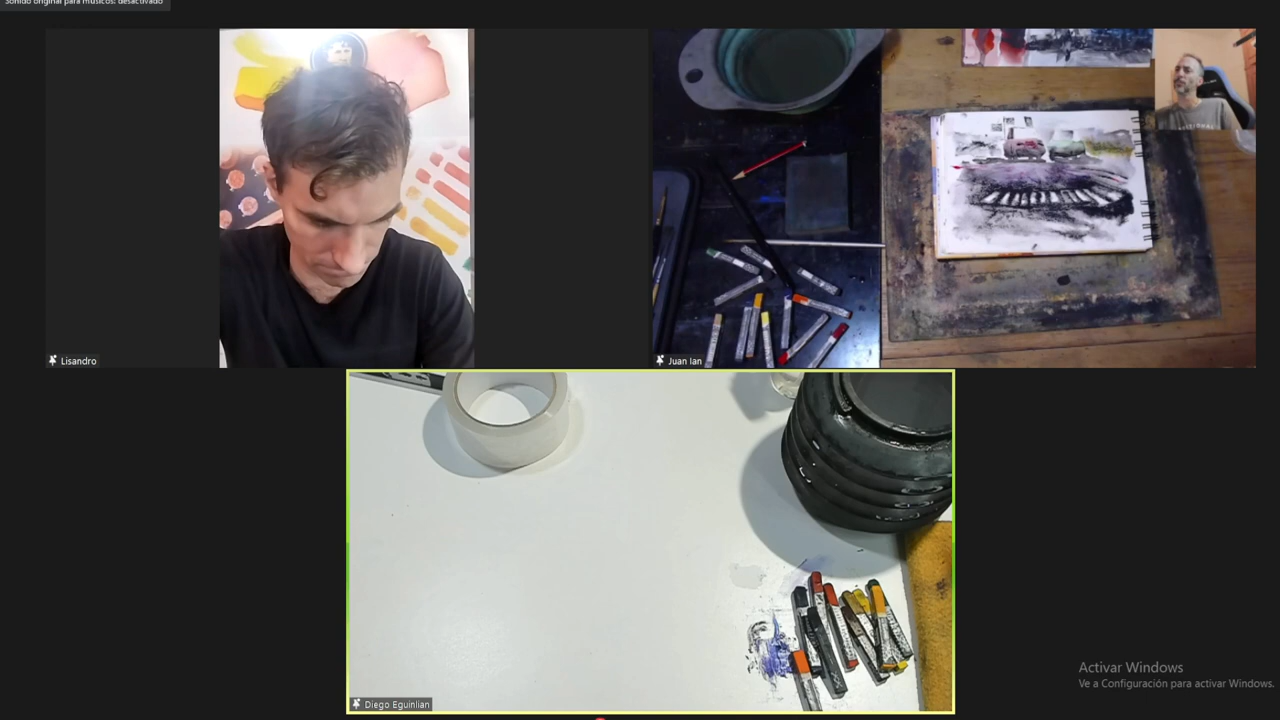 Sonido original para músicos: desactivado
Lisandro
Juan Ian
Diego Eguinlian
Activar Windows
Ve a Configuración para activar Windows.